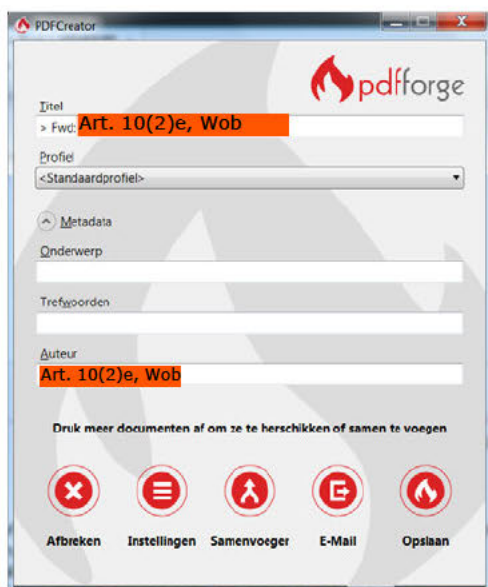 PDFCreator
pdfforge
Titel
> Fwd: Art. 10(2)e, Wob
Profiel
<Standaardprofiel>
Metadata
Onderwerp
Trefwoorden
Auteur
Art. 10(2)e, Wob
Druk meer documenten af om ze te herschikken of samen te voegen
Afbreken Instellingen Samenvoeger E-Mail Opslaan